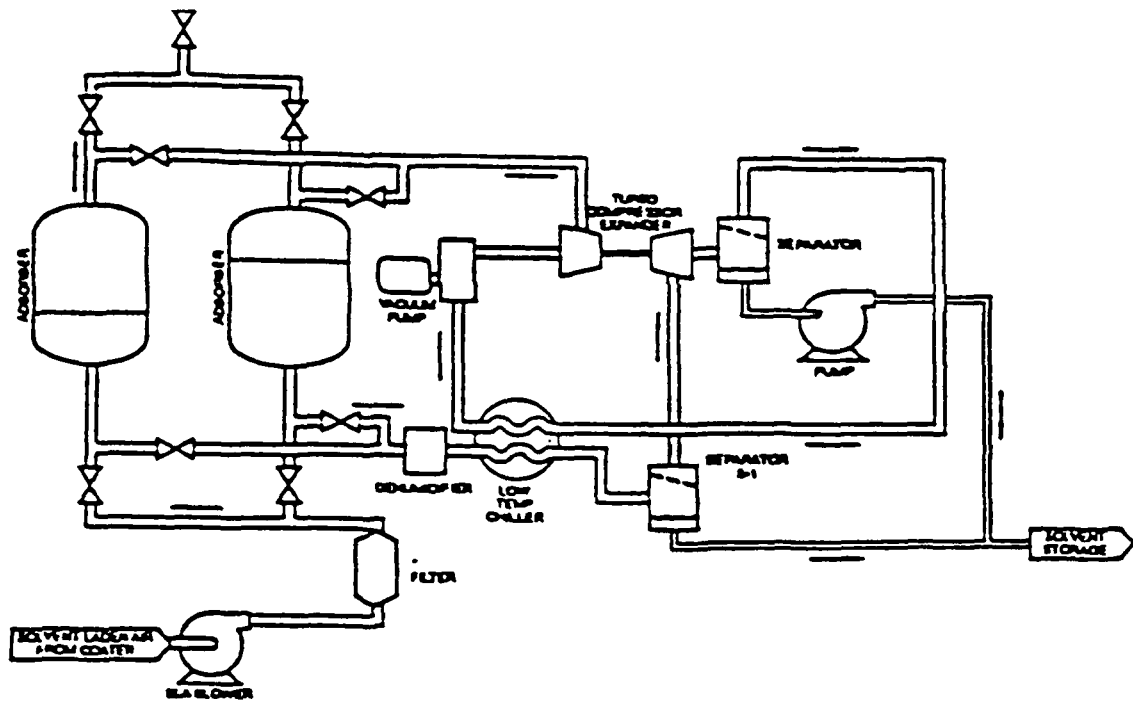 TURBO
COMPRESSOR
EXPANDER
SEPARATOR
ADSORBER
ADSORBER
VACUUM
PUMP
PUMP
SEPARATOR
S-1
DEHUMIDIFIER
LOW
TEMP
CHILLER
SOLVENT
STORAGE
FILTER
SOLVENT LADEN AIR
FROM COATER
SLA BLOWER